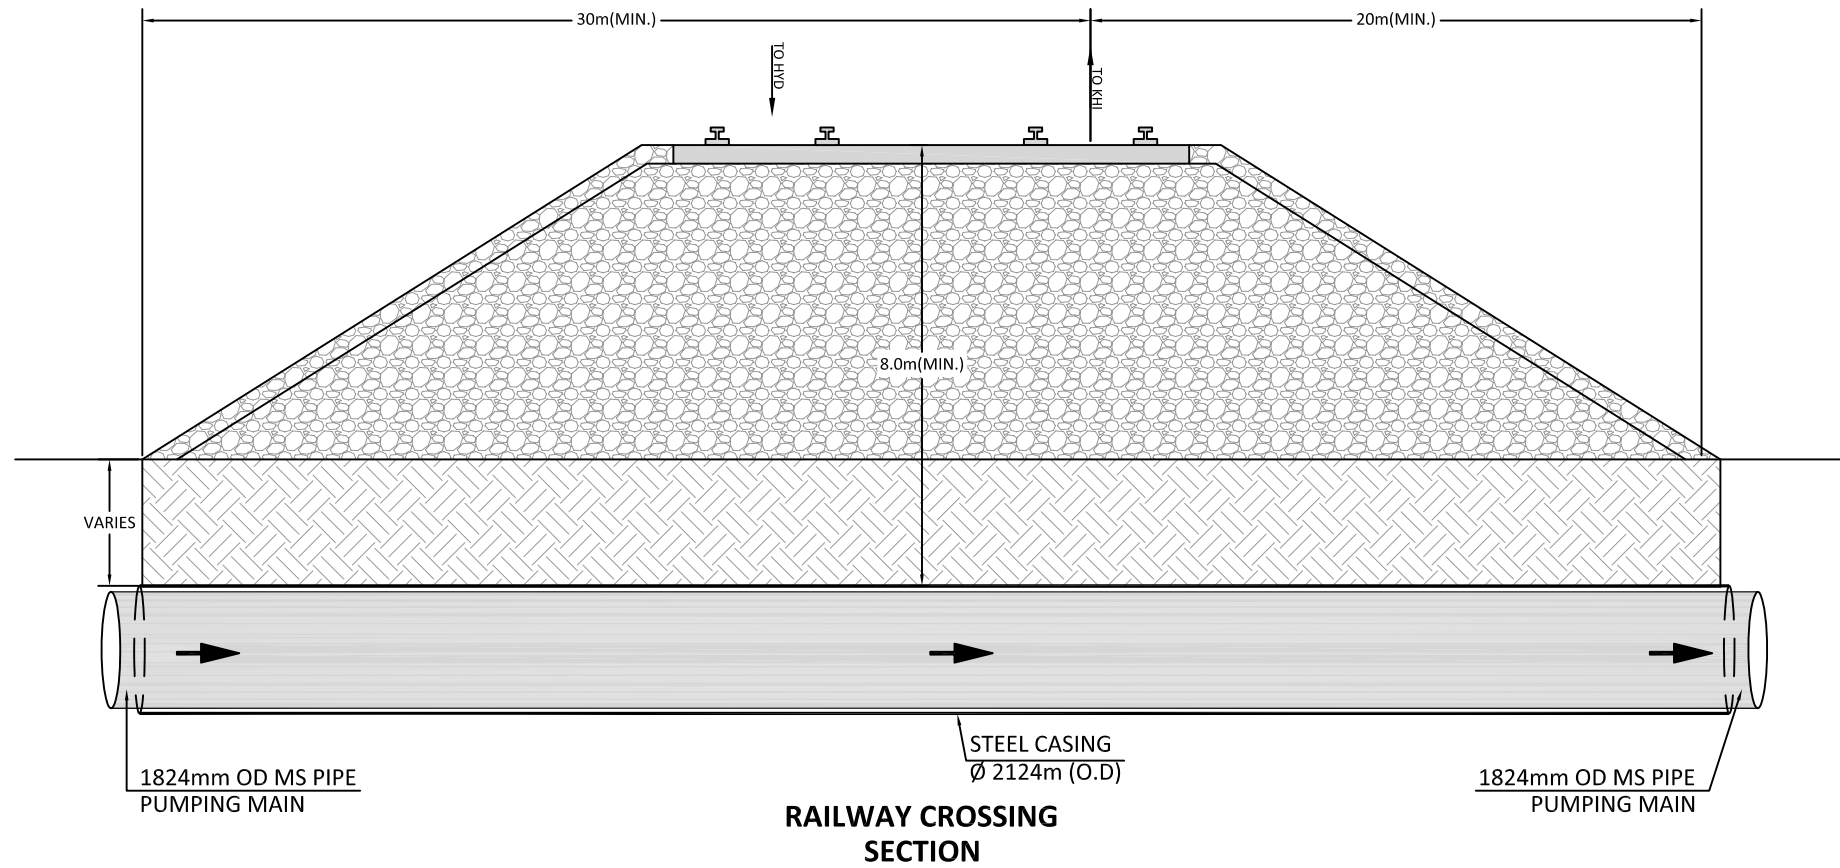 30m(MIN.)
20m(MIN.)
TO HYD
TO KHI
8.0m(MIN.)
VARIES
STEEL CASING
Ø 2124m (O.D)
1824mm OD MS PIPE
PUMPING MAIN
1824mm OD MS PIPE
PUMPING MAIN
RAILWAY CROSSING
SECTION